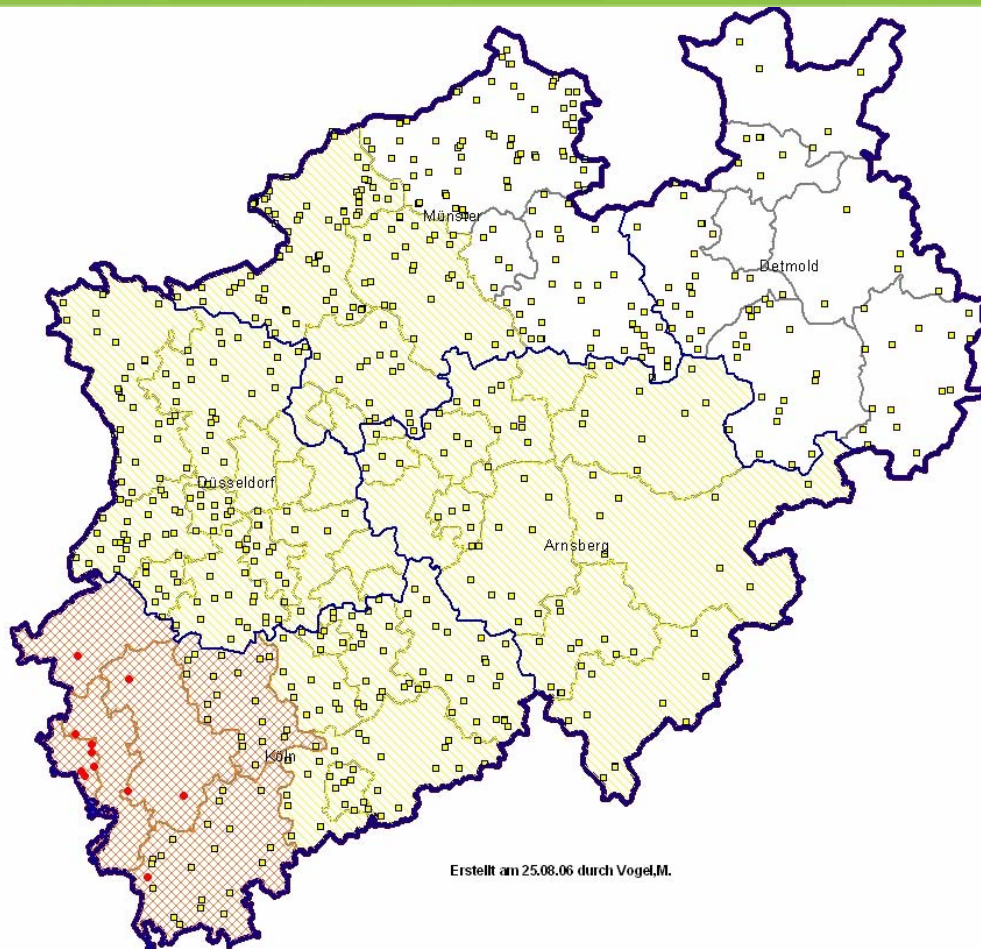 Münster
Detmold
Düsseldorf
Arnsberg
Köln
Erstellt am 25.08.06 durch Vogel,M.